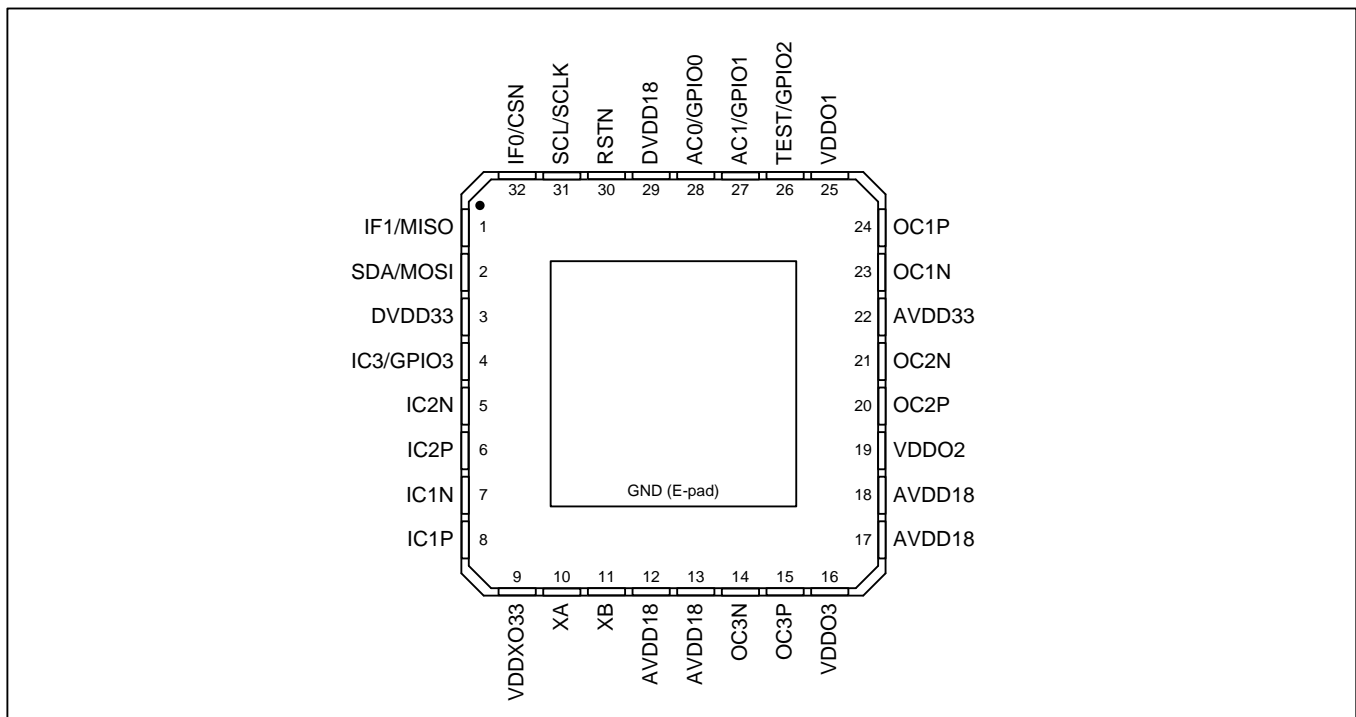 IF0/CSN
SCL/SCLK
RSTN
DVDD18
AC0/GPIO0
AC1/GPIO1
TEST/GPIO2
VDDO1
32
31
30
29
28
27
26
25
IF1/MISO 1
SDA/MOSI 2
DVDD33 3
IC3/GPIO3 4
IC2N 5
IC2P 6
IC1N 7
IC1P 8
24 OC1P
23 OC1N
22 AVDD33
21 OC2N
20 OC2P
19 VDDO2
18 AVDD18
17 AVDD18
GND (E-pad)
9
10
11
12
13
14
15
16
VDDXO33
XA
XB
AVDD18
AVDD18
OC3N
OC3P
VDDO3